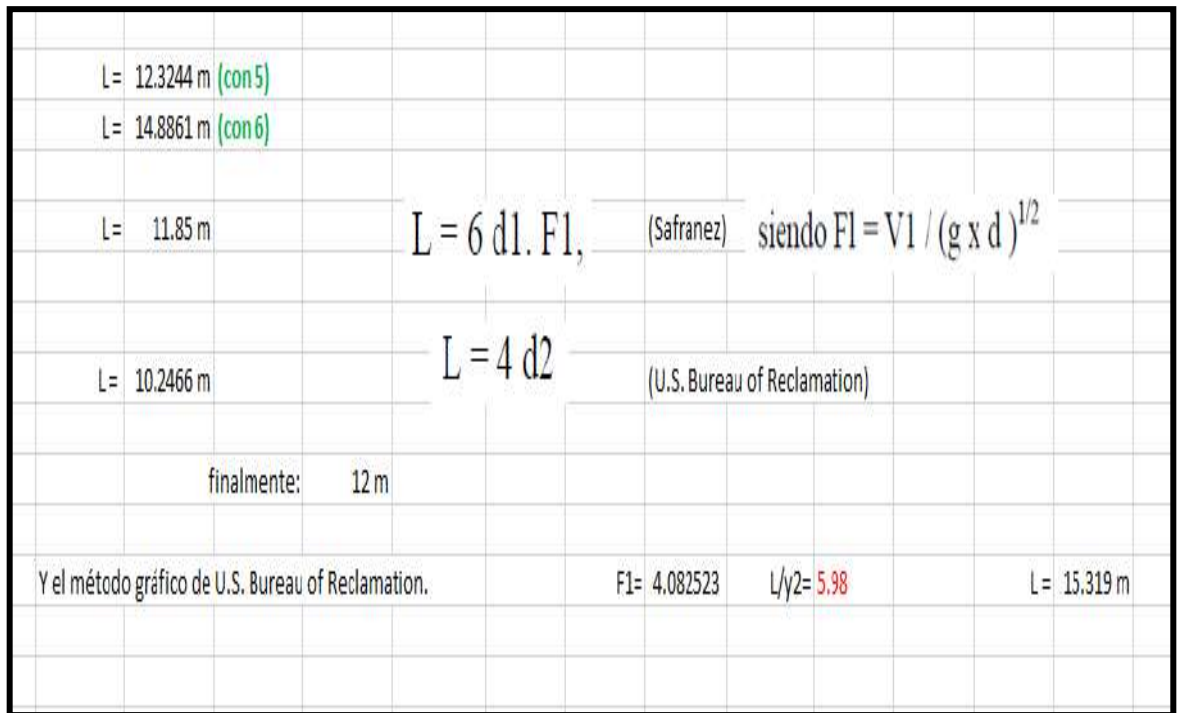 L= 12.3244 m (con 5)
L= 14.8861 m (con 6)
L= 11.85 m L = 6 d1. F1, (Safranez) siendo Fl = V1 / (g x d )^1/2
L = 4 d2
L= 10.2466 m (U.S. Bureau of Reclamation)
finalmente: 12 m
Y el método gráfico de U.S. Bureau of Reclamation. F1= 4.082523 L/y2= 5.98 L = 15.319 m